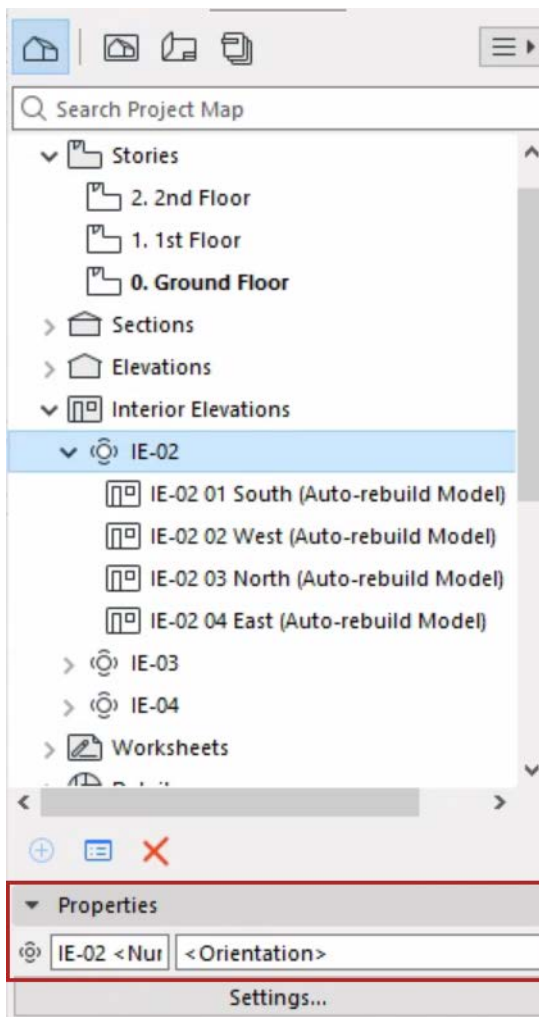 Search Project Map
Stories
2. 2nd Floor
1. 1st Floor
0. Ground Floor
Sections
Elevations
Interior Elevations
IE-02
IE-02 01 South (Auto-rebuild Model)
IE-02 02 West (Auto-rebuild Model)
IE-02 03 North (Auto-rebuild Model)
IE-02 04 East (Auto-rebuild Model)
IE-03
IE-04
Worksheets
Properties
IE-02 <Nur <Orientation>
Settings...